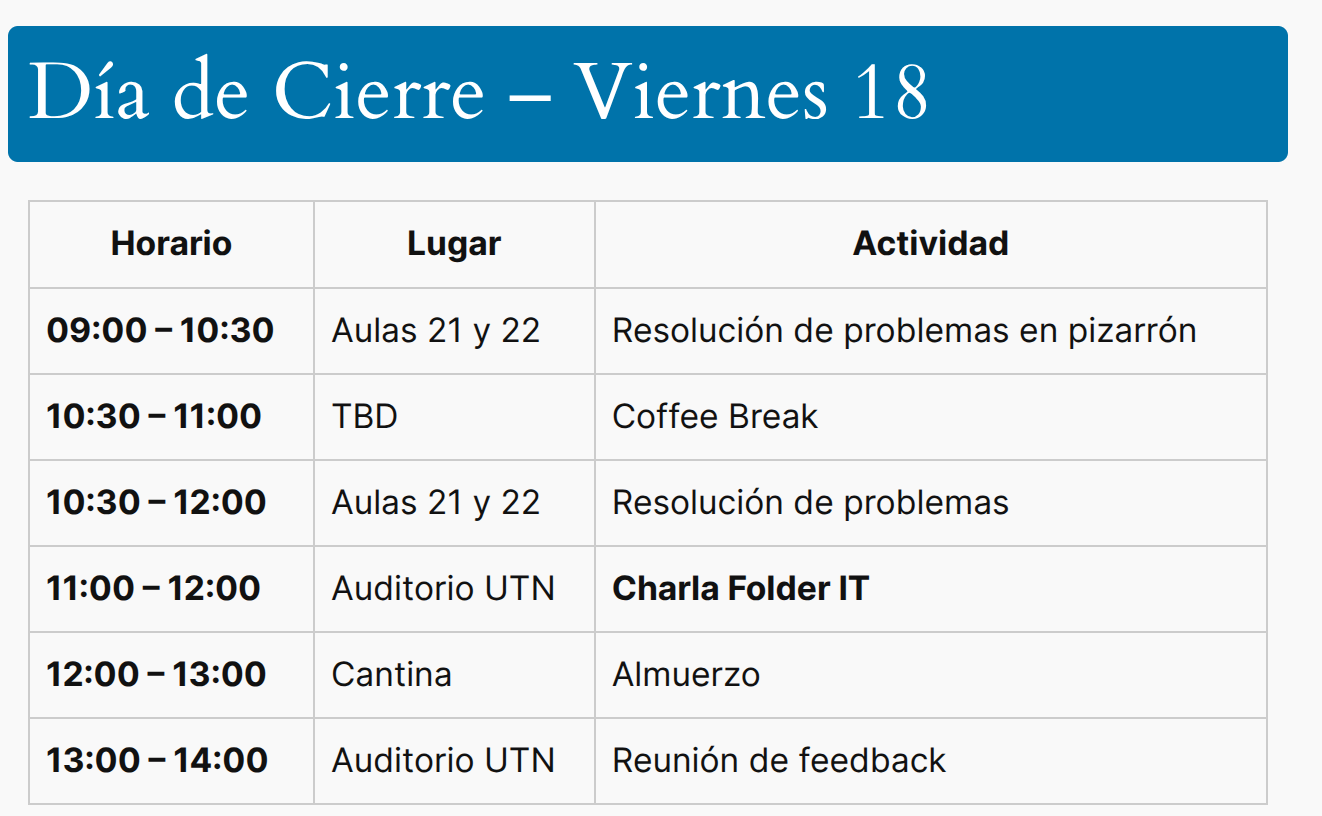 Día de Cierre – Viernes 18
Horario Lugar Actividad
09:00 – 10:30 Aulas 21 y 22 Resolución de problemas en pizarrón
10:30 – 11:00 TBD Coffee Break
10:30 – 12:00 Aulas 21 y 22 Resolución de problemas
11:00 – 12:00 Auditorio UTN Charla Folder IT
12:00 – 13:00 Cantina Almuerzo
13:00 – 14:00 Auditorio UTN Reunión de feedback